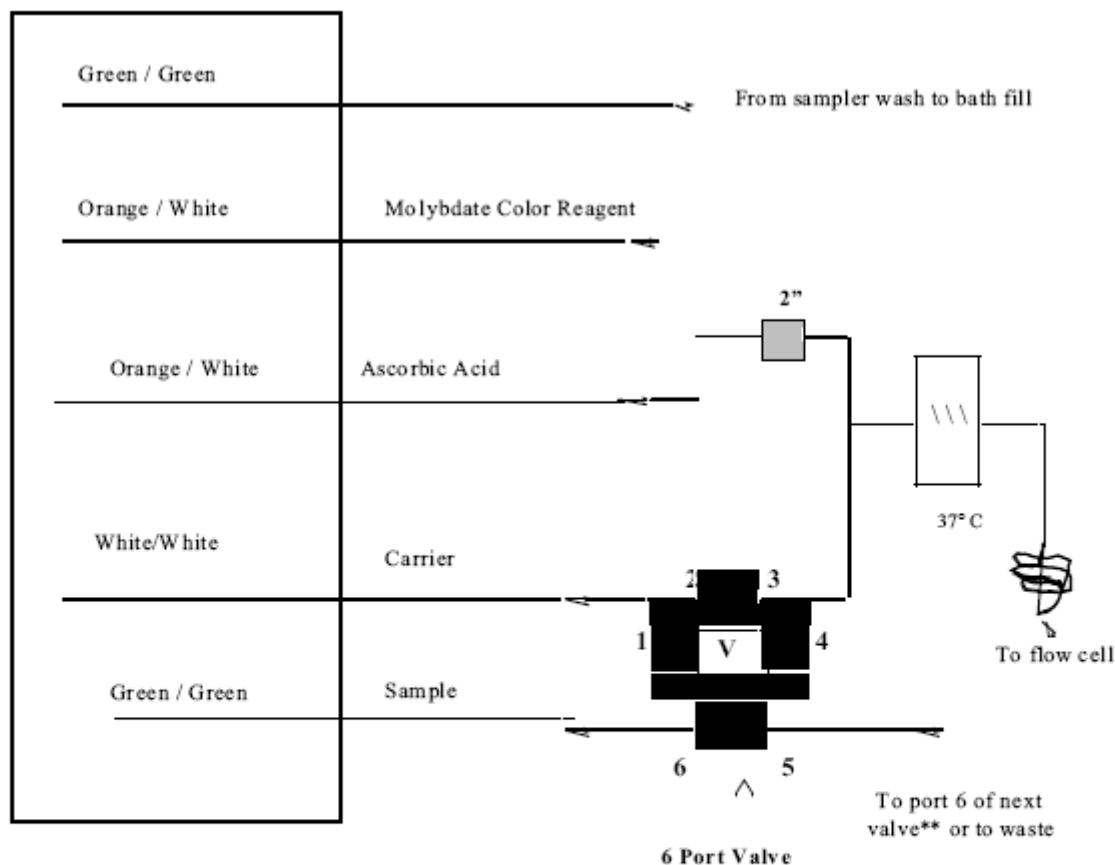 Green / Green
From sampler wash to bath fill
Orange / White
Molybdate Color Reagent
2”
Orange / White
Ascorbic Acid
37° C
White/White
Carrier
2
3
1
V
4
To flow cell
Green / Green
Sample
6
5
To port 6 of next
valve** or to waste
6 Port Valve